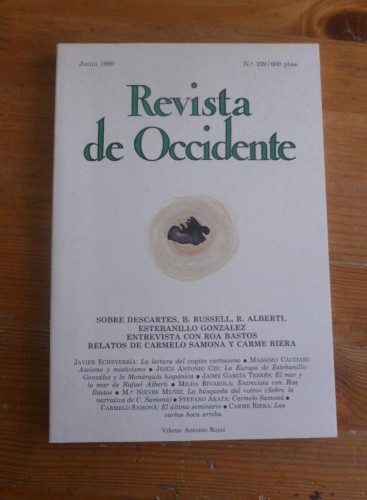 Junio 1990 N.º 109 / 600 ptas
Revista
de Occidente
SOBRE DESCARTES, B. RUSSELL, R. ALBERTI,
ESTEBANILLO GONZALEZ
ENTREVISTA CON ROA BASTOS
RELATOS DE CARMELO SAMONA Y CARME RIERA
JAVIER ECHEVERRÍA: La lectura del cogito cartesiano ● MASSIMO CACCIARI:
Ateísmo y misticismo ● JESÚS ANTONIO CID: La Europa de Estebanillo
González y la Monarquía hispánica ● JAIME GARCÍA TERRÉS: El mar y
la mar de Rafael Alberti ● MILDA RIVAROLA: Entrevista con Roa
Bastos ● M.ª NIEVES MUÑIZ: La búsqueda del «otro» (Sobre la
narrativa de C. Samonà) ● STEFANO ARATA: Carmelo Samonà ●
CARMELO SAMONÀ: El último seminario ● CARME RIERA: Las
cartas boca arriba
Viñeta: Antonio Rojas